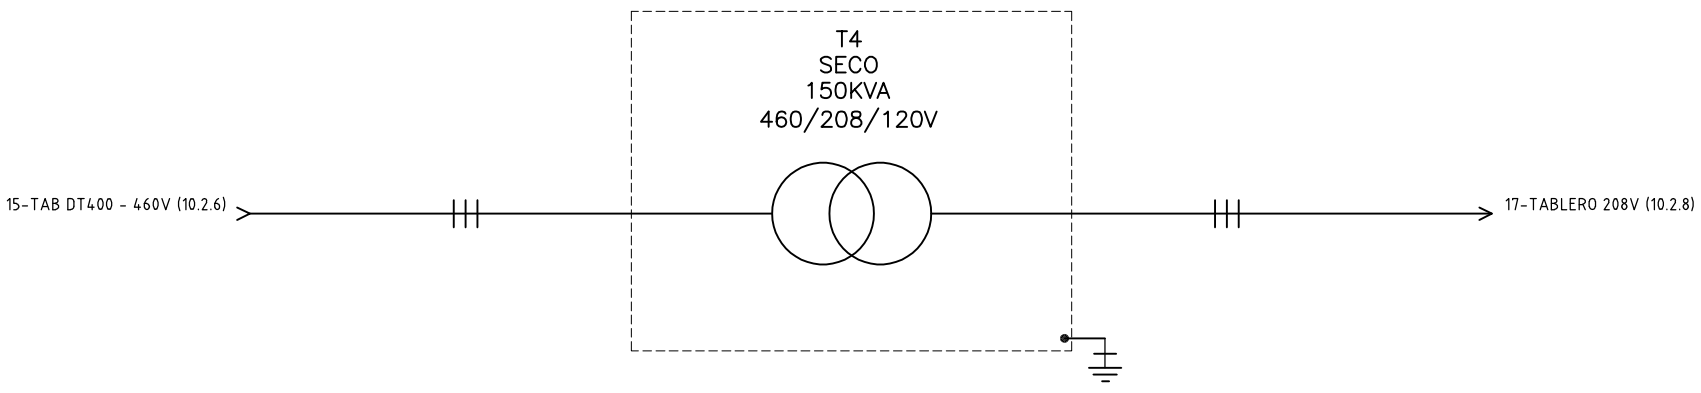 T4
SECO
150KVA
460/208/120V
15-TAB DT400 - 460V (10.2.6)
17-TABLERO 208V (10.2.8)